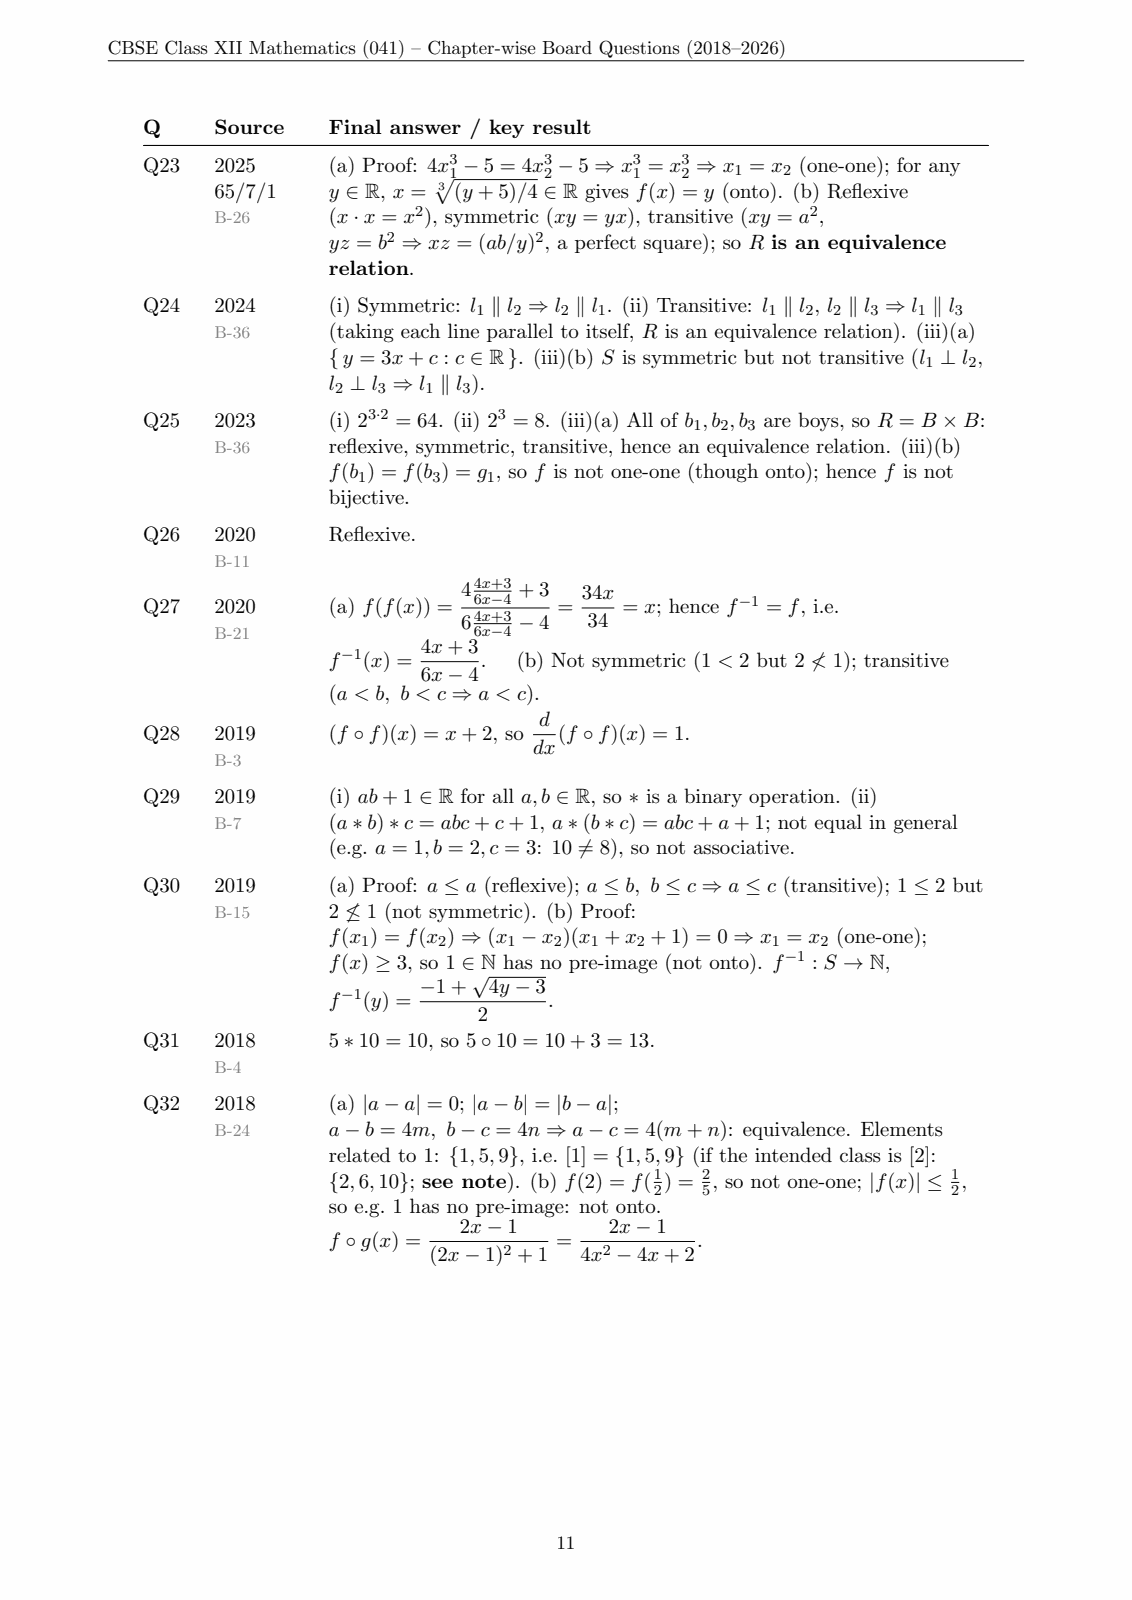 CBSE Class XII Mathematics (041) – Chapter-wise Board Questions (2018–2026)
Q Source Final answer / key result
Q23 2025 (a) Proof: 4x₁³ − 5 = 4x₂³ − 5 ⇒ x₁³ = x₂³ ⇒ x₁ = x₂ (one-one); for any
65/7/1 y ∈ ℝ, x = ∛((y + 5)/4) ∈ ℝ gives f(x) = y (onto). (b) Reflexive
B-26 (x · x = x²), symmetric (xy = yx), transitive (xy = a²,
yz = b² ⇒ xz = (ab/y)², a perfect square); so R is an equivalence
relation.
Q24 2024 (i) Symmetric: l₁ ∥ l₂ ⇒ l₂ ∥ l₁. (ii) Transitive: l₁ ∥ l₂, l₂ ∥ l₃ ⇒ l₁ ∥ l₃
B-36 (taking each line parallel to itself, R is an equivalence relation). (iii)(a)
{ y = 3x + c : c ∈ ℝ }. (iii)(b) S is symmetric but not transitive (l₁ ⊥ l₂,
l₂ ⊥ l₃ ⇒ l₁ ∥ l₃).
Q25 2023 (i) 2^{3·2} = 64. (ii) 2³ = 8. (iii)(a) All of b₁, b₂, b₃ are boys, so R = B × B:
B-36 reflexive, symmetric, transitive, hence an equivalence relation. (iii)(b)
f(b₁) = f(b₃) = g₁, so f is not one-one (though onto); hence f is not
bijective.
Q26 2020 Reflexive.
B-11
Q27 2020 (a) f(f(x)) = (4 (4x+3)/(6x−4) + 3)/(6 (4x+3)/(6x−4) − 4) = 34x/34 = x; hence f⁻¹ = f, i.e.
B-21
f⁻¹(x) = (4x + 3)/(6x − 4). (b) Not symmetric (1 < 2 but 2 ≮ 1); transitive
(a < b, b < c ⇒ a < c).
Q28 2019 (f ∘ f)(x) = x + 2, so d/dx (f ∘ f)(x) = 1.
B-3
Q29 2019 (i) ab + 1 ∈ ℝ for all a, b ∈ ℝ, so ∗ is a binary operation. (ii)
B-7 (a ∗ b) ∗ c = abc + c + 1, a ∗ (b ∗ c) = abc + a + 1; not equal in general
(e.g. a = 1, b = 2, c = 3: 10 ≠ 8), so not associative.
Q30 2019 (a) Proof: a ≤ a (reflexive); a ≤ b, b ≤ c ⇒ a ≤ c (transitive); 1 ≤ 2 but
B-15 2 ≰ 1 (not symmetric). (b) Proof:
f(x₁) = f(x₂) ⇒ (x₁ − x₂)(x₁ + x₂ + 1) = 0 ⇒ x₁ = x₂ (one-one);
f(x) ≥ 3, so 1 ∈ ℕ has no pre-image (not onto). f⁻¹ : S → ℕ,
f⁻¹(y) = (−1 + √(4y − 3))/2.
Q31 2018 5 ∗ 10 = 10, so 5 ∘ 10 = 10 + 3 = 13.
B-4
Q32 2018 (a) |a − a| = 0; |a − b| = |b − a|;
B-24 a − b = 4m, b − c = 4n ⇒ a − c = 4(m + n): equivalence. Elements
related to 1: {1, 5, 9}, i.e. [1] = {1, 5, 9} (if the intended class is [2]:
{2, 6, 10}; see note). (b) f(2) = f(1/2) = 2/5, so not one-one; |f(x)| ≤ 1/2,
so e.g. 1 has no pre-image: not onto.
f ∘ g(x) = (2x − 1)/((2x − 1)² + 1) = (2x − 1)/(4x² − 4x + 2).
11